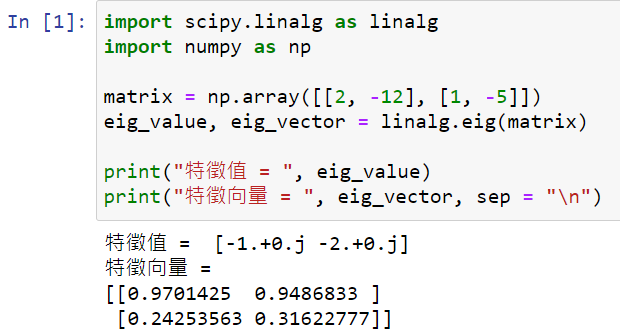 In [1]: import scipy.linalg as linalg
import numpy as np
matrix = np.array([[2, -12], [1, -5]])
eig_value, eig_vector = linalg.eig(matrix)
print("特徵值 = ", eig_value)
print("特徵向量 = ", eig_vector, sep = "\n")
特徵值 =  [-1.+0.j -2.+0.j]
特徵向量 =
[[0.9701425  0.9486833 ]
 [0.24253563 0.31622777]]